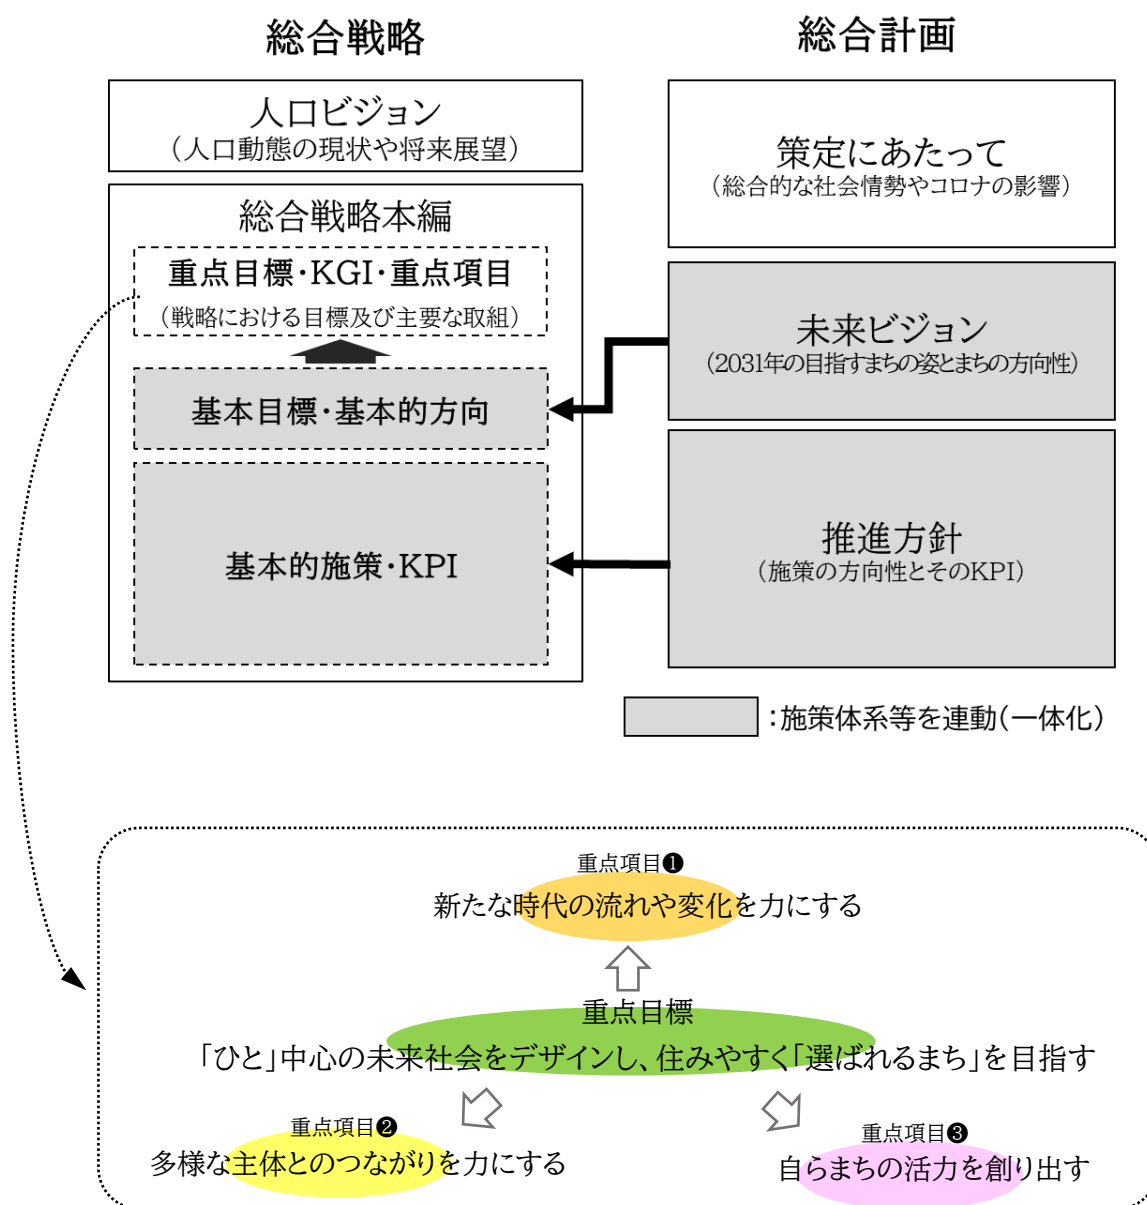 総合戦略
人口ビジョン
（人口動態の現状や将来展望）
総合戦略本編
重点目標・KGI・重点項目
（戦略における目標及び主要な取組）
基本目標・基本的方向
基本的施策・KPI
総合計画
策定にあたって
（総合的な社会情勢やコロナの影響）
未来ビジョン
（2031年の目指すまちの姿とまちの方向性）
推進方針
（施策の方向性とそのKPI）
：施策体系等を連動（一体化）
重点項目❶
新たな時代の流れや変化を力にする
重点目標
「ひと」中心の未来社会をデザインし、住みやすく「選ばれるまち」を目指す
重点項目❷
多様な主体とのつながりを力にする
重点項目❸
自らまちの活力を創り出す